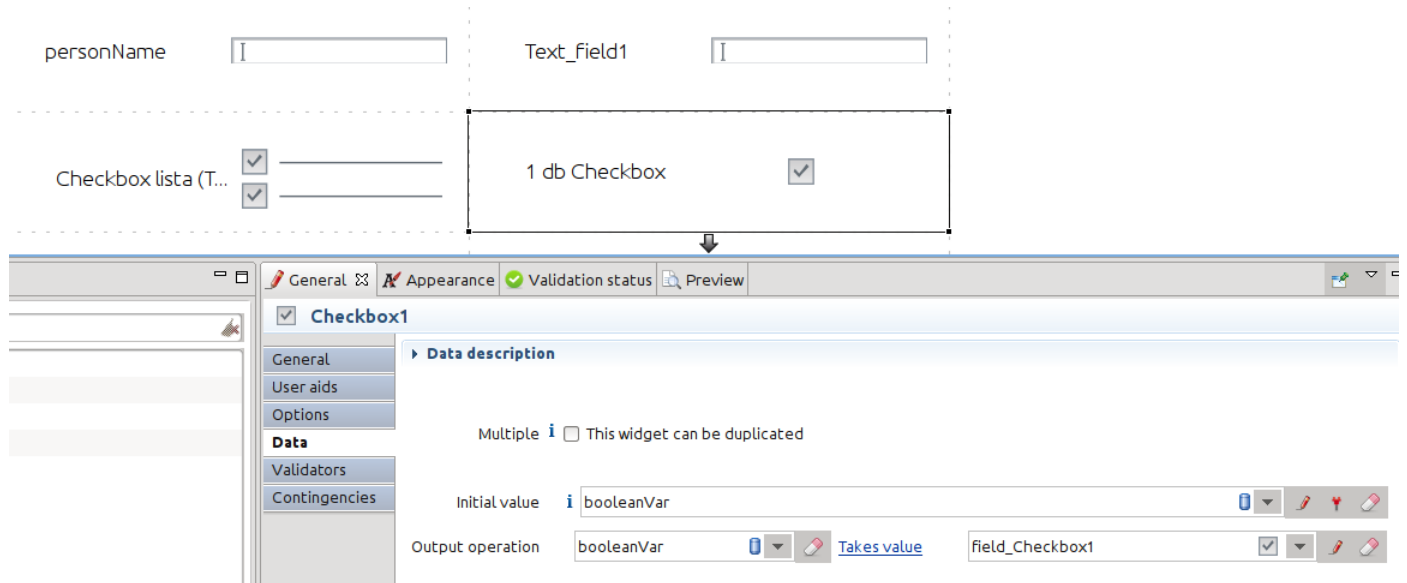 personName
Text_field1
Checkbox lista (T...
1 db Checkbox
General
Appearance
Validation status
Preview
Checkbox1
General
User aids
Options
Data
Validators
Contingencies
Data description
Multiple i This widget can be duplicated
Initial value i booleanVar
Output operation booleanVar Takes value field_Checkbox1